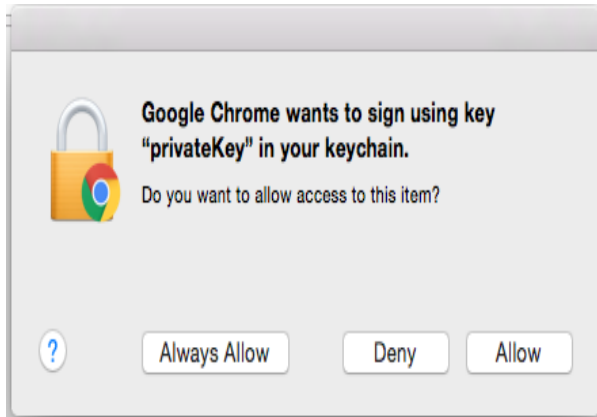 Google Chrome wants to sign using key
“privateKey” in your keychain.
Do you want to allow access to this item?
?
Always Allow
Deny
Allow